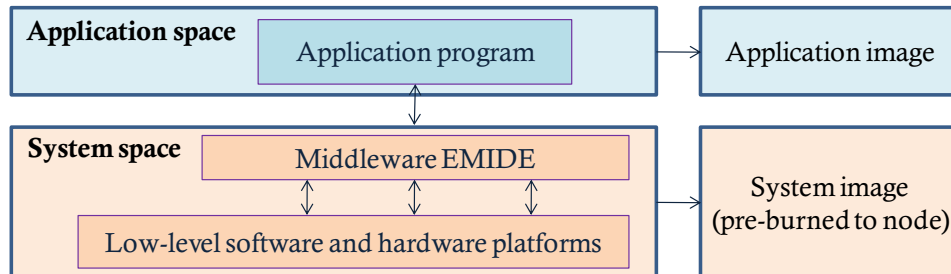 Application space
Application program
Application image
System space
Middleware EMIDE
Low-level software and hardware platforms
System image
(pre-burned to node)